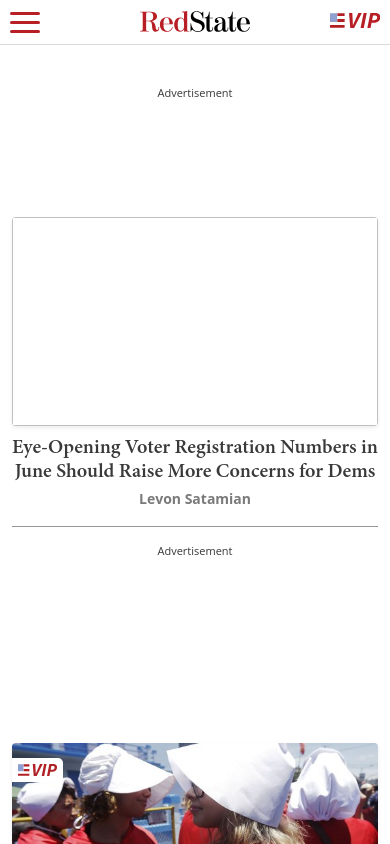 RedState
VIP
Advertisement
Eye-Opening Voter Registration Numbers in
June Should Raise More Concerns for Dems
Levon Satamian
Advertisement
VIP